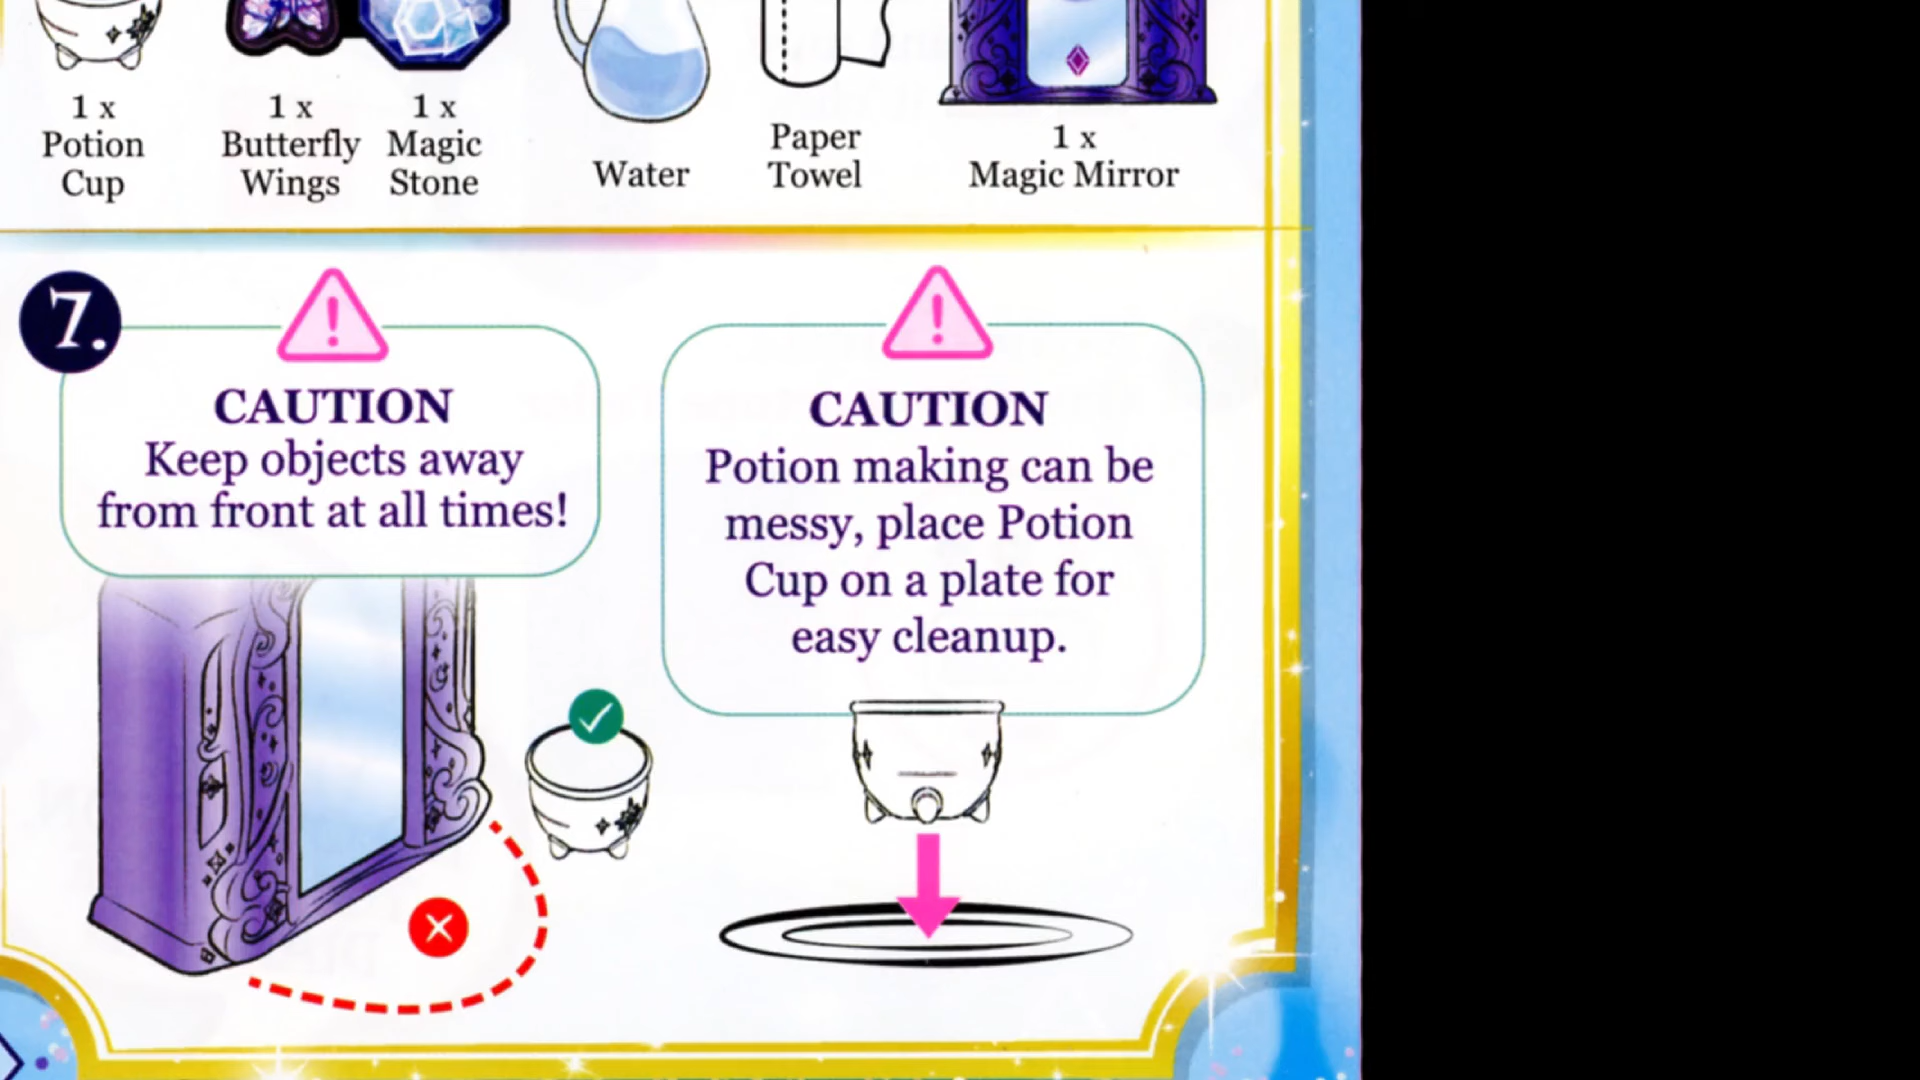 1 x
Potion
Cup
1 x
Butterfly
Wings
1 x
Magic
Stone
Water
Paper
Towel
1 x
Magic Mirror
7.
CAUTION
Keep objects away
from front at all times!
CAUTION
Potion making can be
messy, place Potion
Cup on a plate for
easy cleanup.